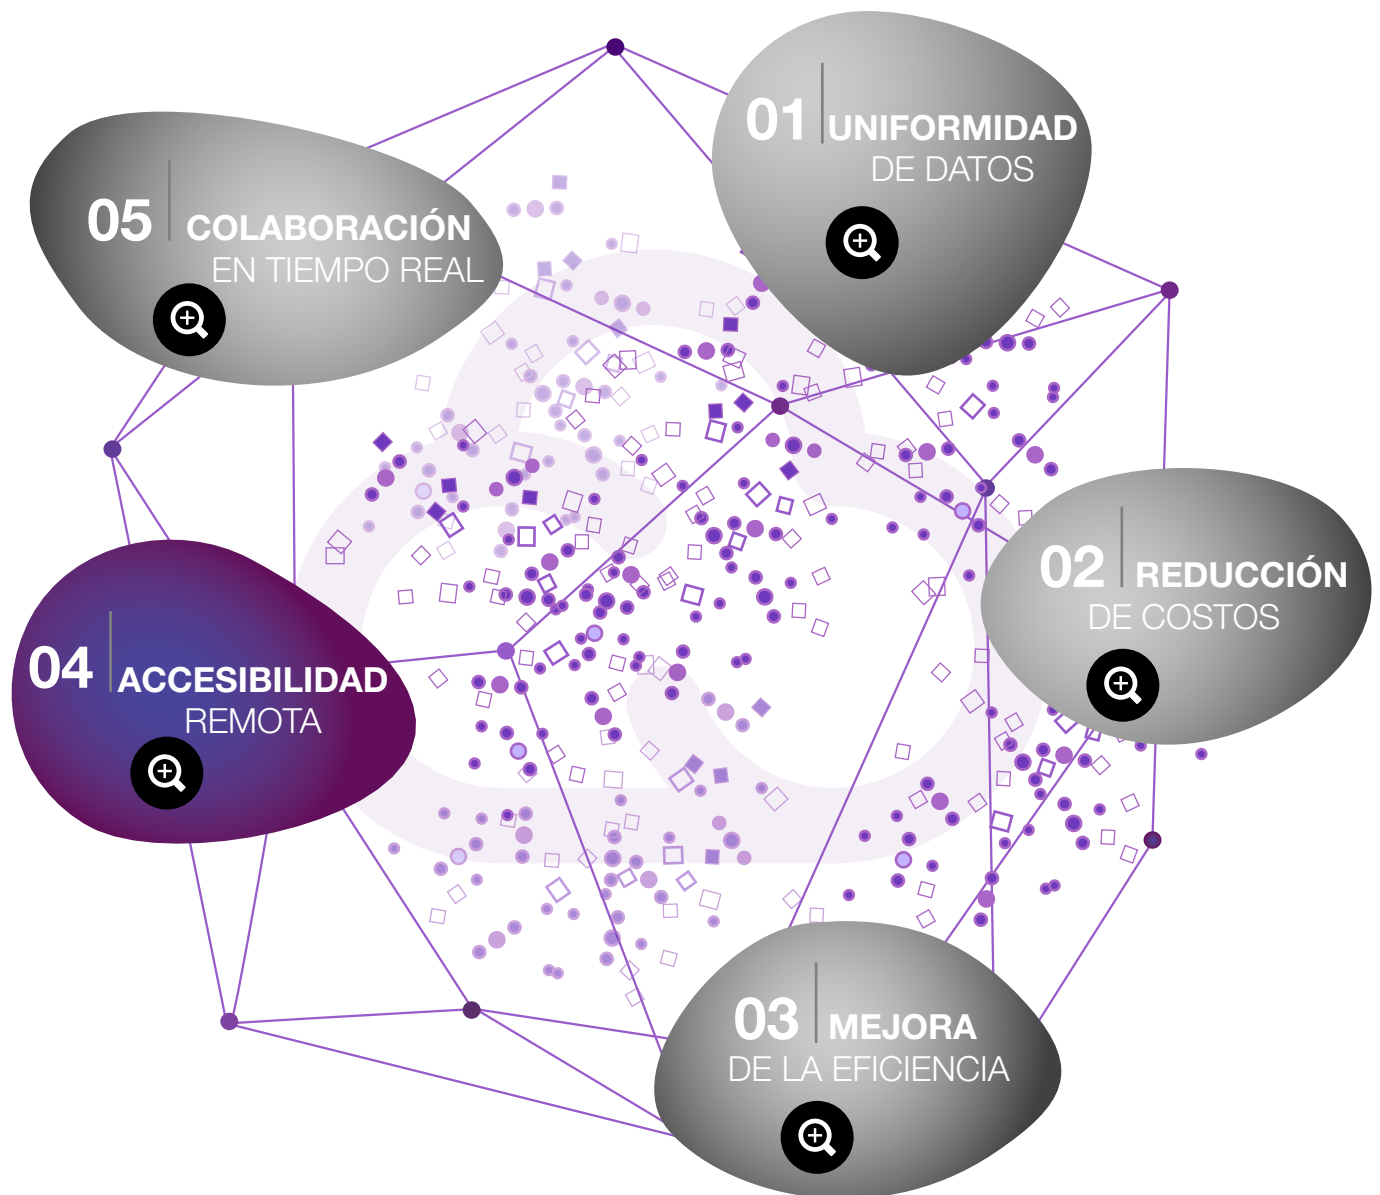 01 UNIFORMIDAD
DE DATOS
02 REDUCCIÓN
DE COSTOS
03 MEJORA
DE LA EFICIENCIA
04 ACCESIBILIDAD
REMOTA
05 COLABORACIÓN
EN TIEMPO REAL